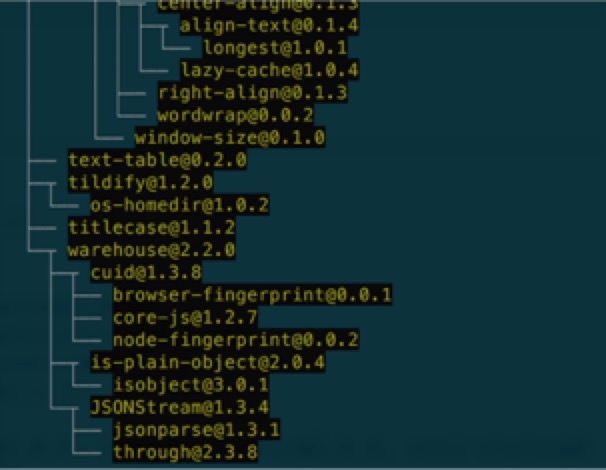 center-align@0.1.3
align-text@0.1.4
longest@1.0.1
lazy-cache@1.0.4
right-align@0.1.3
wordwrap@0.0.2
window-size@0.1.0
text-table@0.2.0
tildify@1.2.0
os-homedir@1.0.2
titlecase@1.1.2
warehouse@2.2.0
cuid@1.3.8
browser-fingerprint@0.0.1
core-js@1.2.7
node-fingerprint@0.0.2
is-plain-object@2.0.4
isobject@3.0.1
JSONStream@1.3.4
jsonparse@1.3.1
through@2.3.8